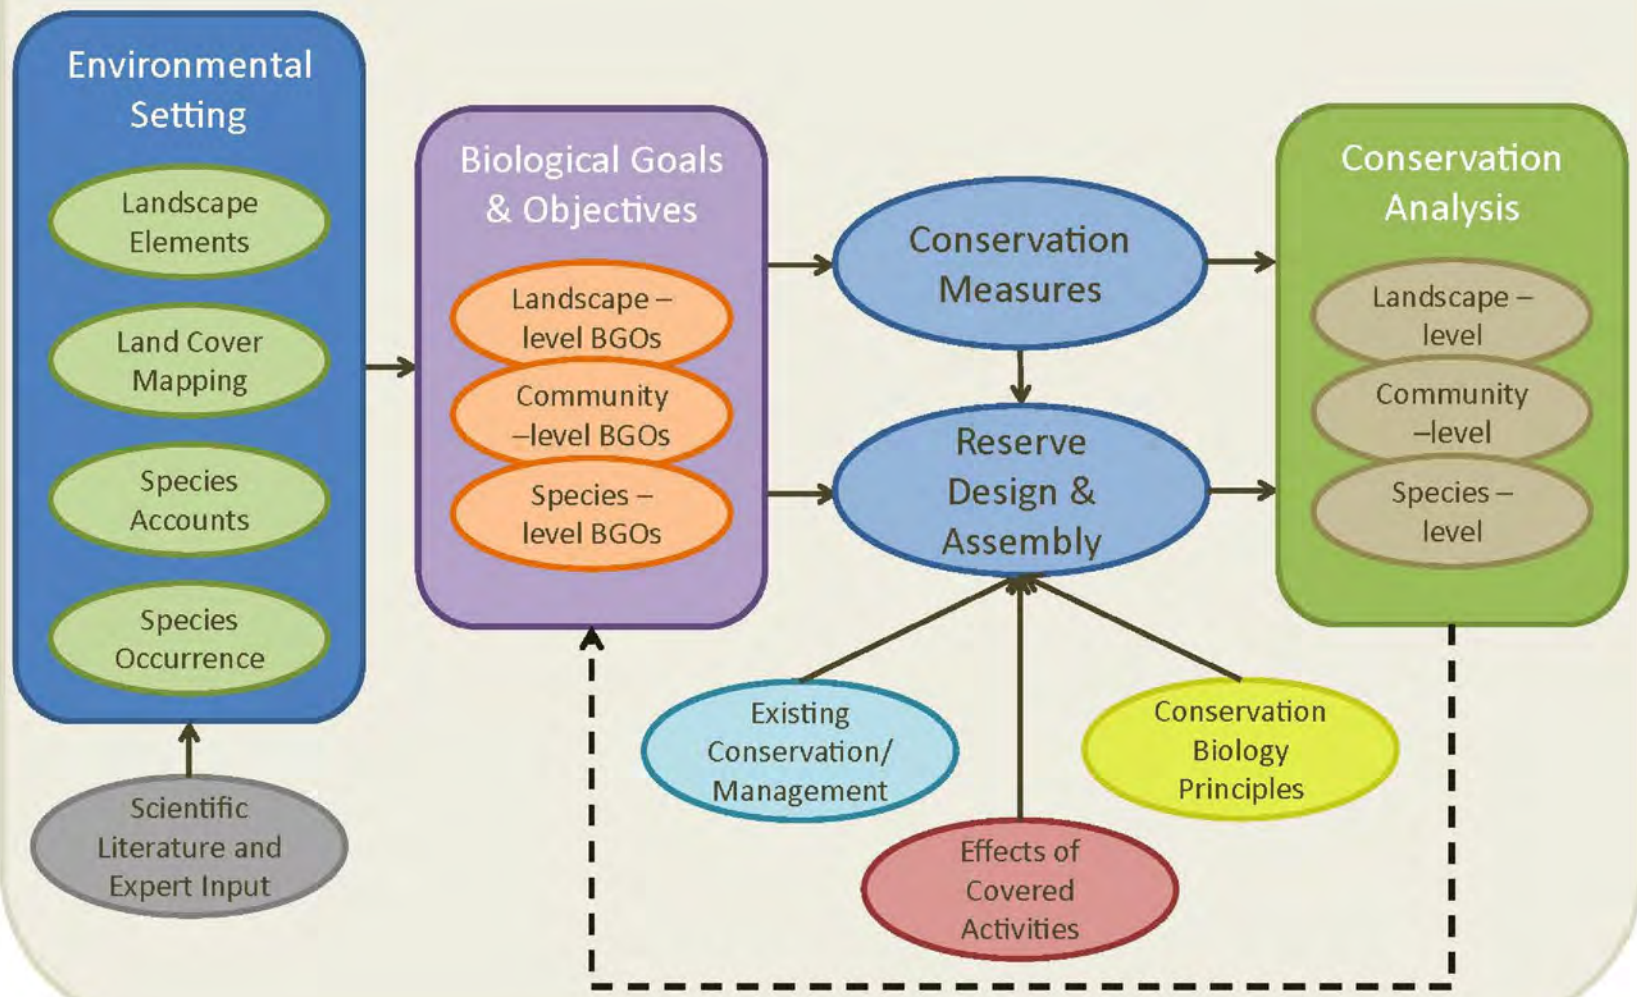 Environmental
Setting
Landscape
Elements
Land Cover
Mapping
Species
Accounts
Species
Occurrence
Scientific
Literature and
Expert Input
Biological Goals
& Objectives
Landscape –
level BGOs
Community
–level BGOs
Species –
level BGOs
Conservation
Measures
Reserve
Design &
Assembly
Existing
Conservation/
Management
Effects of
Covered
Activities
Conservation
Biology
Principles
Conservation
Analysis
Landscape –
level
Community
–level
Species –
level